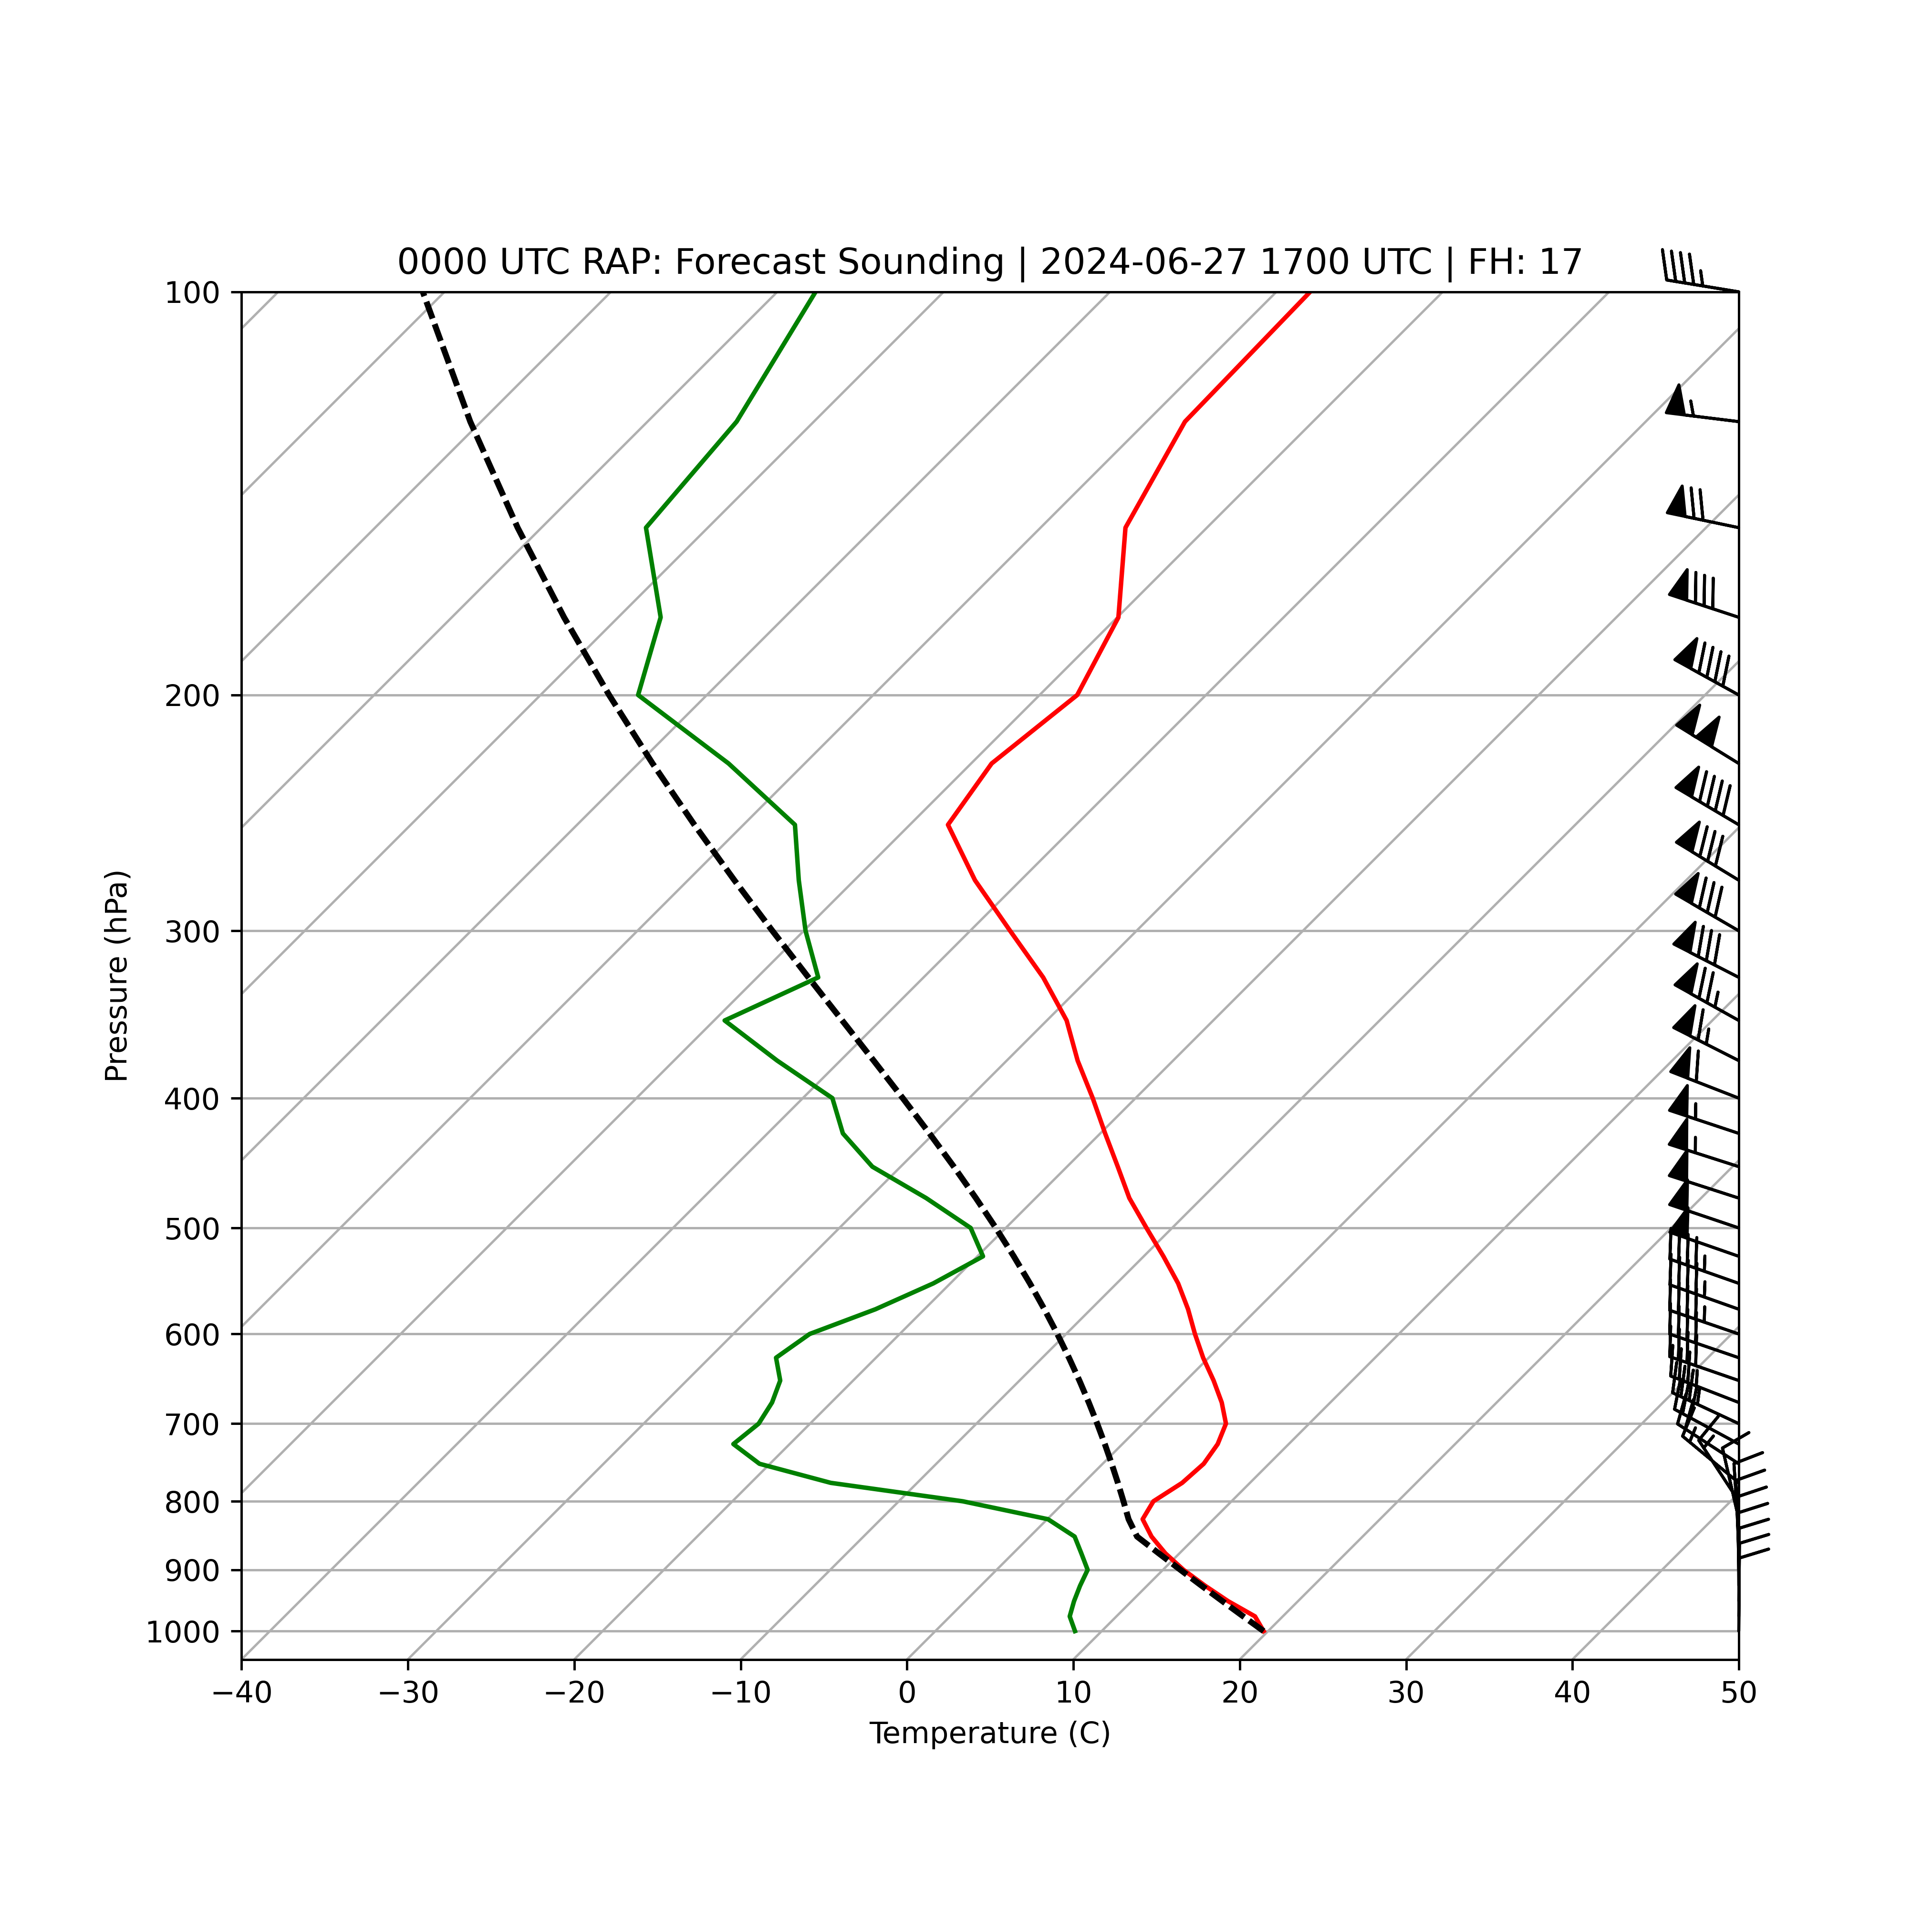 0000 UTC RAP: Forecast Sounding | 2024-06-27 1700 UTC | FH: 17
100
200
300
400
500
600
700
800
900
1000
Pressure (hPa)
−40 −30 −20 −10 0 10 20 30 40 50
Temperature (C)